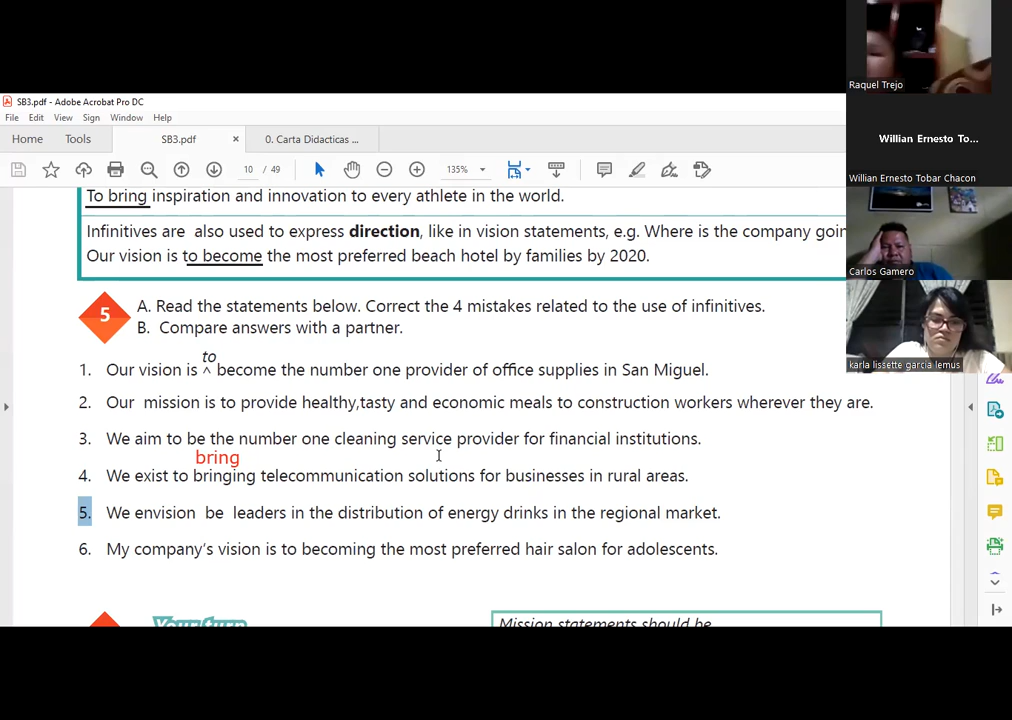 SB3.pdf - Adobe Acrobat Pro DC
File Edit View Sign Window Help
Home Tools SB3.pdf × 0. Carta Didacticas ...
10 / 49 135%
To bring inspiration and innovation to every athlete in the world.
Infinitives are also used to express direction, like in vision statements, e.g. Where is the company goin
Our vision is to become the most preferred beach hotel by families by 2020.
5
A. Read the statements below. Correct the 4 mistakes related to the use of infinitives.
B. Compare answers with a partner.
to
1. Our vision is ^ become the number one provider of office supplies in San Miguel.
2. Our mission is to provide healthy,tasty and economic meals to construction workers wherever they are.
3. We aim to be the number one cleaning service provider for financial institutions.
bring
4. We exist to bringing telecommunication solutions for businesses in rural areas.
5. We envision be leaders in the distribution of energy drinks in the regional market.
6. My company's vision is to becoming the most preferred hair salon for adolescents.
Your turn
Mission statements should be
Raquel Trejo
Willian Ernesto To...
Willian Ernesto Tobar Chacon
Carlos Gamero
karla lissette garcia lemus